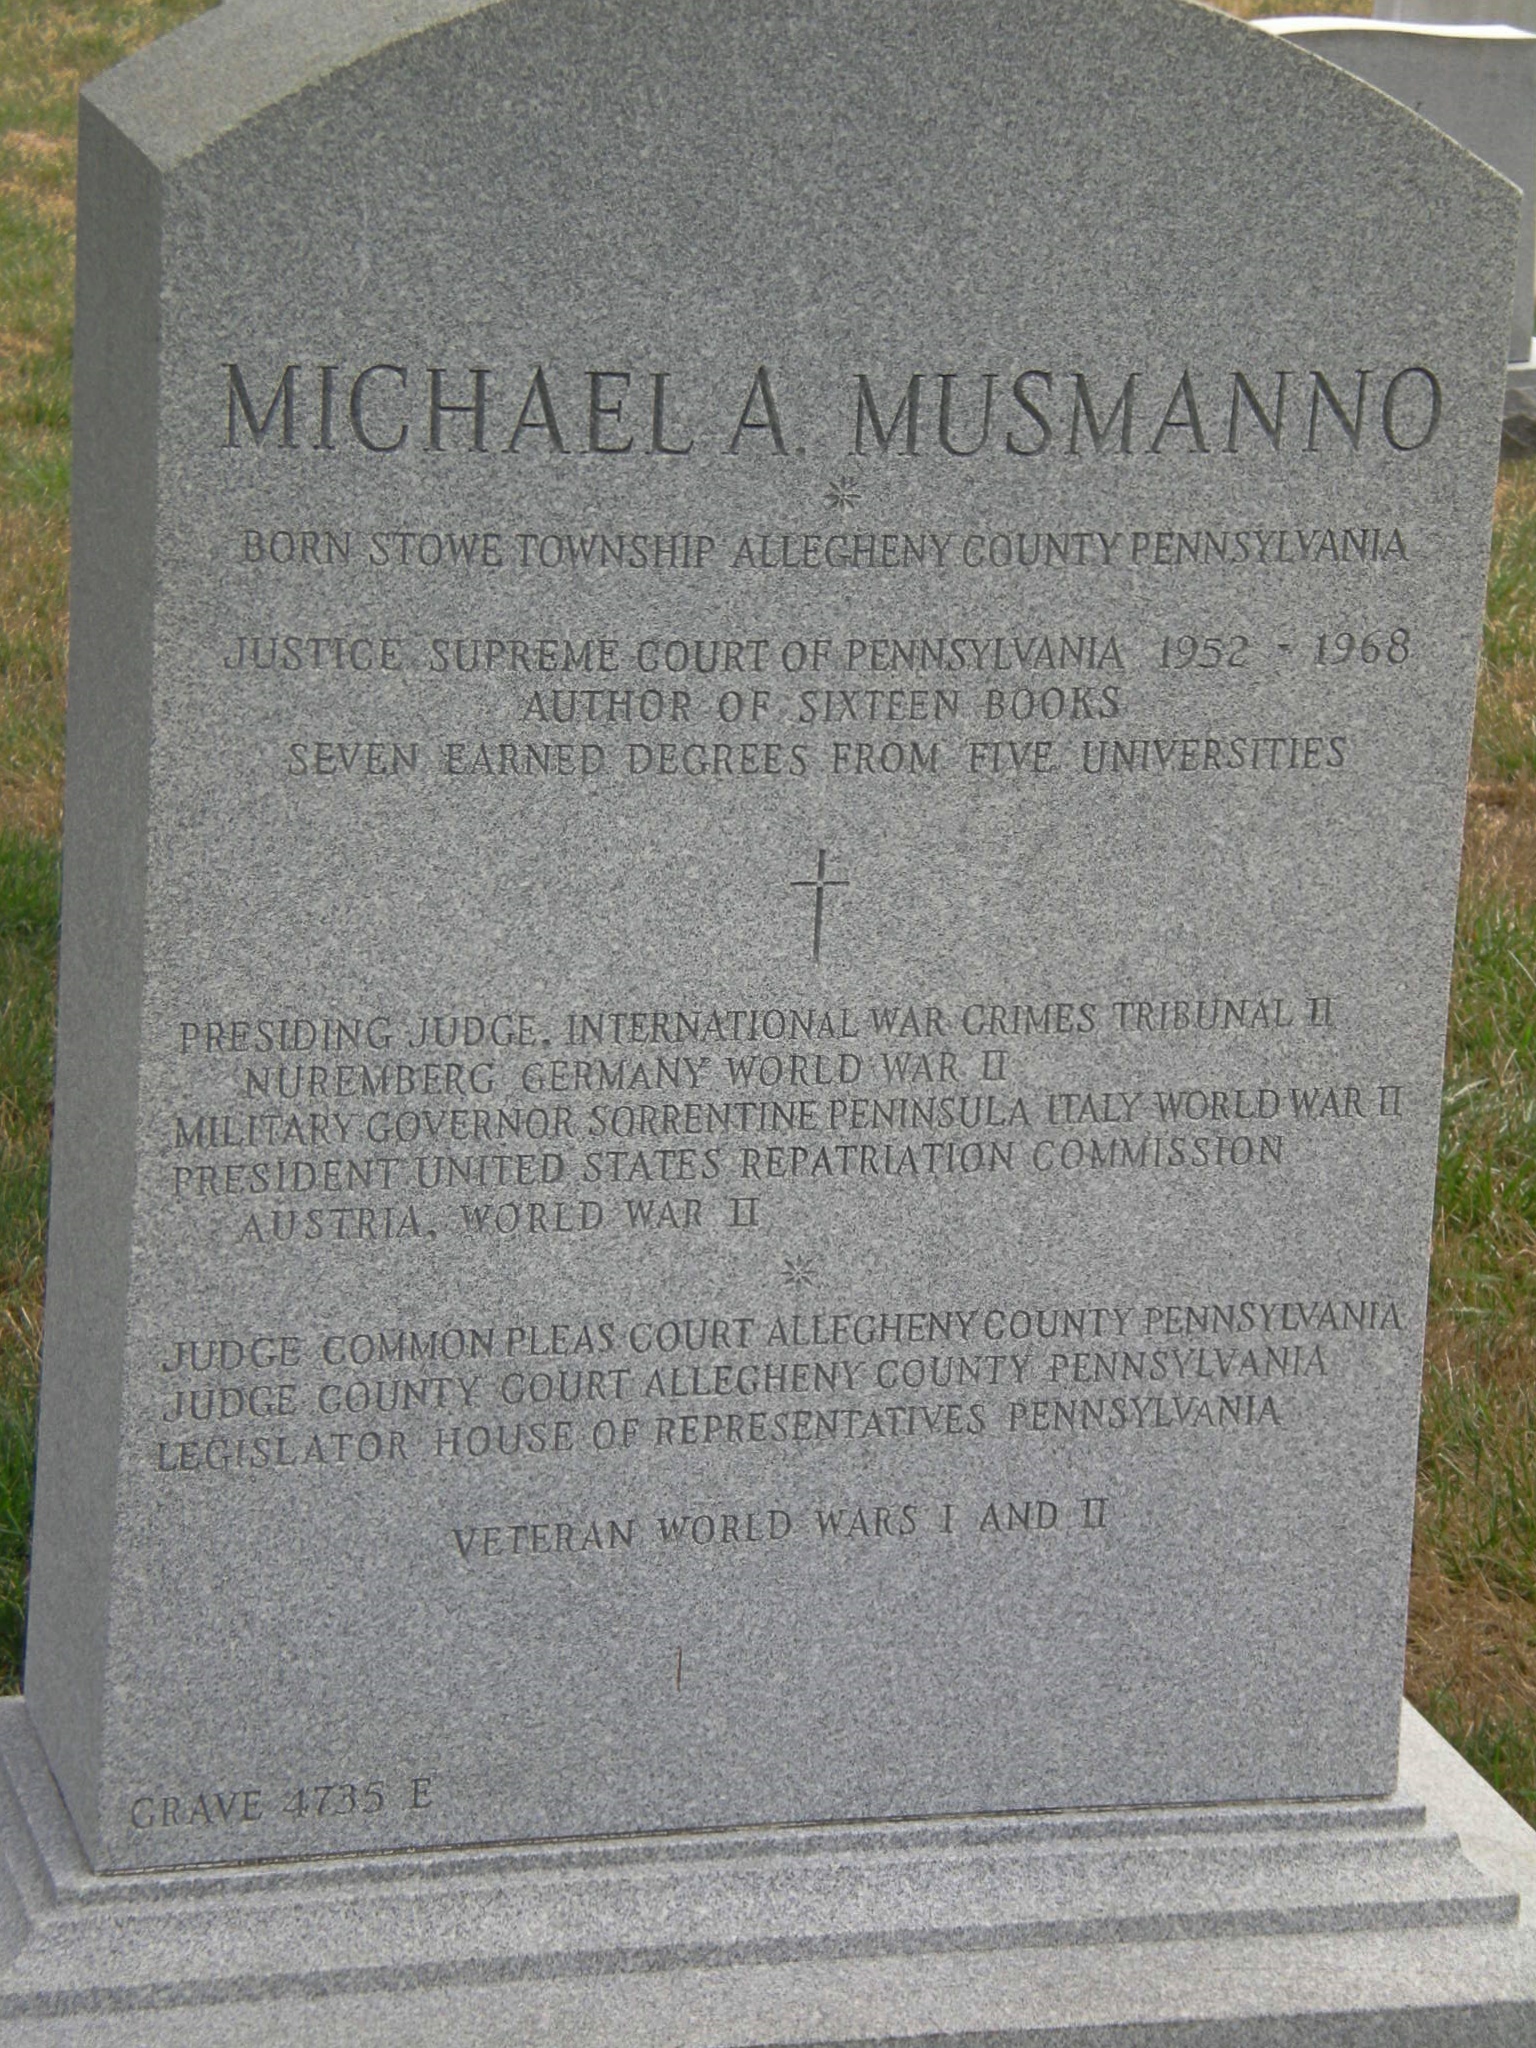 MICHAEL A. MUSMANNO
BORN STOWE TOWNSHIP ALLEGHENY COUNTY PENNSYLVANIA
JUSTICE SUPREME COURT OF PENNSYLVANIA 1952 - 1968
AUTHOR OF SIXTEEN BOOKS
SEVEN EARNED DEGREES FROM FIVE UNIVERSITIES
PRESIDING JUDGE, INTERNATIONAL WAR CRIMES TRIBUNAL II
NUREMBERG GERMANY WORLD WAR II
MILITARY GOVERNOR SORRENTINE PENINSULA ITALY WORLD WAR II
PRESIDENT UNITED STATES REPATRIATION COMMISSION
AUSTRIA, WORLD WAR II
JUDGE COMMON PLEAS COURT ALLEGHENY COUNTY PENNSYLVANIA
JUDGE COUNTY COURT ALLEGHENY COUNTY PENNSYLVANIA
LEGISLATOR HOUSE OF REPRESENTATIVES PENNSYLVANIA
VETERAN WORLD WARS I AND II
GRAVE 4735 E